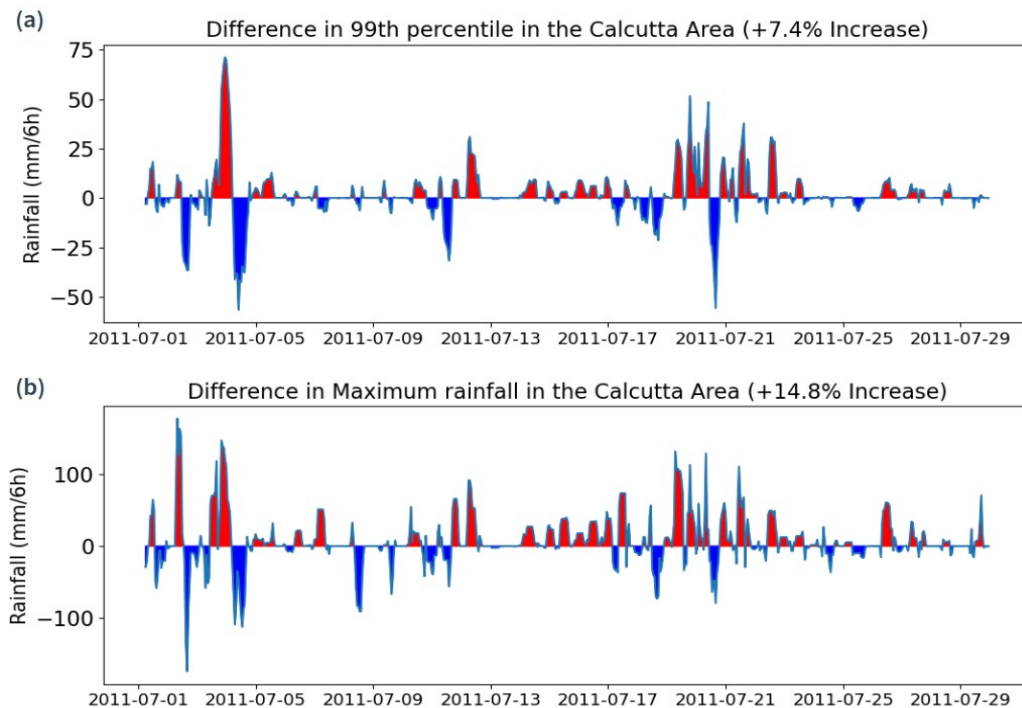 (a)
Difference in 99th percentile in the Calcutta Area (+7.4% Increase)
Rainfall (mm/6h)
75
50
25
0
−25
−50
2011-07-01 2011-07-05 2011-07-09 2011-07-13 2011-07-17 2011-07-21 2011-07-25 2011-07-29
(b)
Difference in Maximum rainfall in the Calcutta Area (+14.8% Increase)
Rainfall (mm/6h)
100
0
−100
2011-07-01 2011-07-05 2011-07-09 2011-07-13 2011-07-17 2011-07-21 2011-07-25 2011-07-29